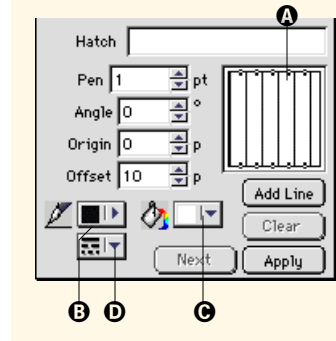 A
Hatch
Pen 1 pt
Angle 0 °
Origin 0 p
Offset 10 p
Add Line
Clear
Next Apply
B D C